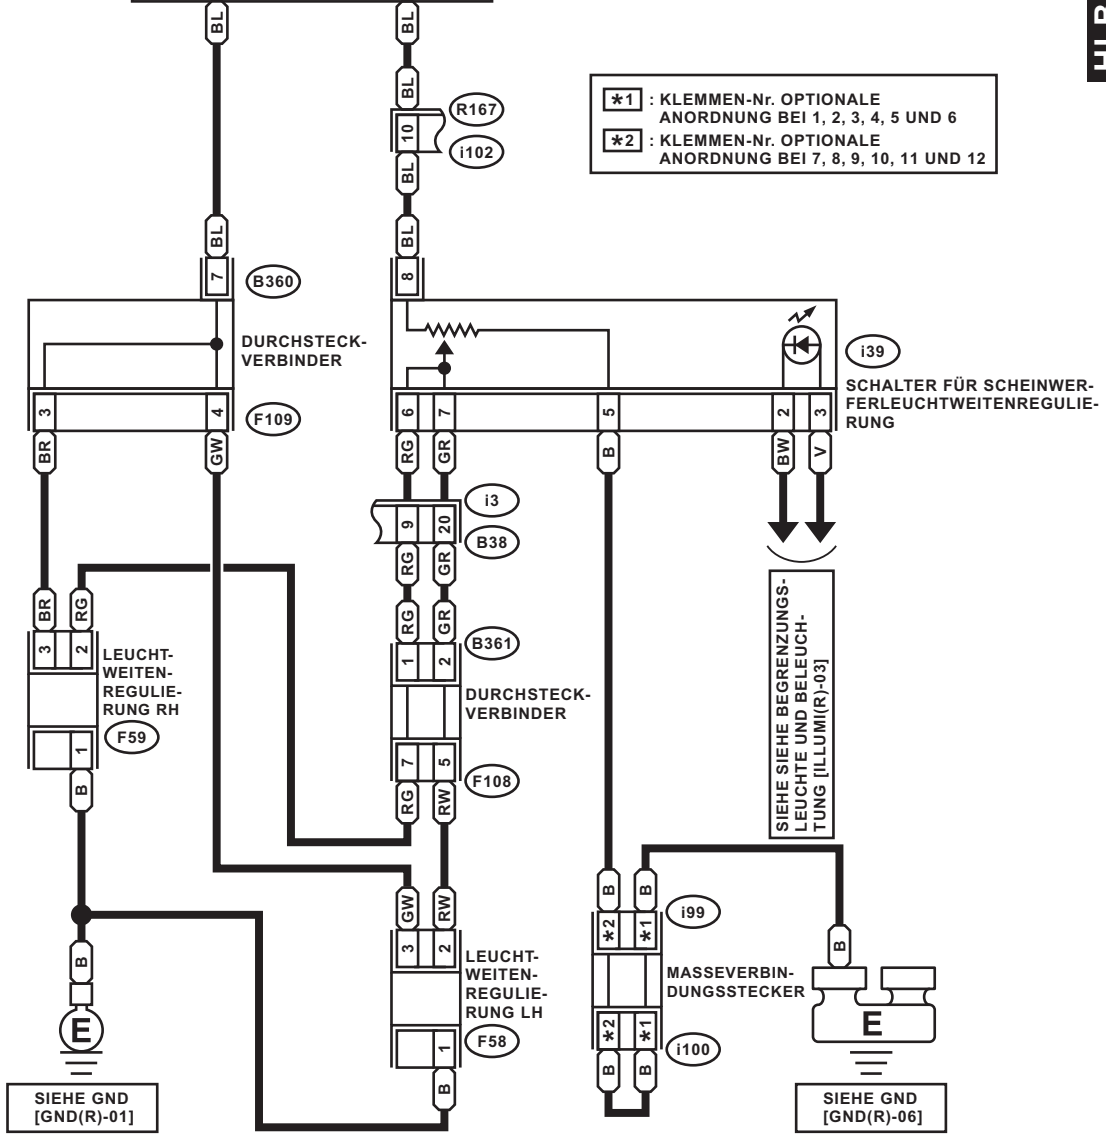 BL
BL
BL
R167
10
i102
BL
*1 : KLEMMEN-Nr. OPTIONALE
ANORDNUNG BEI 1, 2, 3, 4, 5 UND 6
*2 : KLEMMEN-Nr. OPTIONALE
ANORDNUNG BEI 7, 8, 9, 10, 11 UND 12
BL
BL
7
B360
8
DURCHSTECK-
VERBINDER
i39
SCHALTER FÜR SCHEINWER-
FERLEUCHTWEITENREGULIE-
RUNG
3
4
F109
6
7
5
2
3
BR
GW
RG
GR
B
BW
V
i3
9
20
B38
RG
GR
BR
RG
RG
GR
3
2
LEUCHT-
WEITEN-
REGULIE-
RUNG RH
1
2
B361
DURCHSTECK-
VERBINDER
1
F59
7
5
F108
B
RG
RW
SIEHE SIEHE BEGRENZUNGS-
LEUCHTE UND BELEUCH-
TUNG [ILLUMI(R)-03]
GW
RW
B
B
3
2
LEUCHT-
WEITEN-
REGULIE-
RUNG LH
*2
*1
i99
MASSEVERBIN-
DUNGSSTECKER
B
B
E
1
F58
*2
*1
i100
E
B
B
B
SIEHE GND
[GND(R)-01]
SIEHE GND
[GND(R)-06]